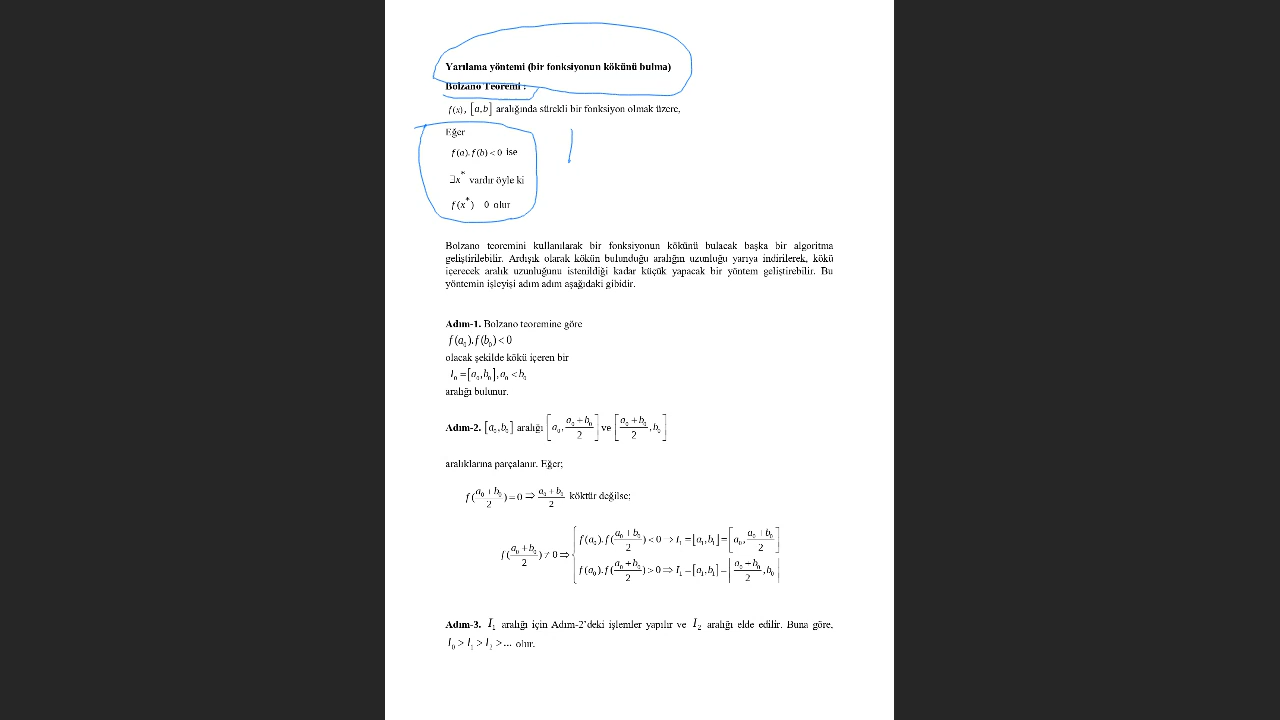 Yarılama yöntemi (bir fonksiyonun kökünü bulma)
Bolzano Teoremi :
f(x), [a,b] aralığında sürekli bir fonksiyon olmak üzere,
Eğer
f(a).f(b) < 0 ise
∃x* vardır öyle ki
f(x*) 0 olur
Bolzano teoremini kullanılarak bir fonksiyonun kökünü bulacak başka bir algoritma
geliştirilebilir. Ardışık olarak kökün bulunduğu aralığın uzunluğu yarıya indirilerek, kökü
içerecek aralık uzunluğunu istenildiği kadar küçük yapacak bir yöntem geliştirebilir. Bu
yöntemin işleyişi adım adım aşağıdaki gibidir.
Adım-1. Bolzano teoremine göre
f(a₀).f(b₀) < 0
olacak şekilde kökü içeren bir
I₀ = [a₀,b₀], a₀ < b₀
aralığı bulunur.
Adım-2. [a₀,b₀] aralığı [a₀, (a₀+b₀)/2] ve [(a₀+b₀)/2, b₀]
aralıklarına parçalanır. Eğer;
f((a₀+b₀)/2) = 0 ⇒ (a₀+b₀)/2 köktür değilse;
f((a₀+b₀)/2) ≠ 0 ⇒ { f(a₀).f((a₀+b₀)/2) < 0 ⇒ I₁ = [a₁,b₁] = [a₀, (a₀+b₀)/2]
f(a₀).f((a₀+b₀)/2) > 0 ⇒ I₁ = [a₁,b₁] = [(a₀+b₀)/2, b₀]
Adım-3. I₁ aralığı için Adım-2'deki işlemler yapılır ve I₂ aralığı elde edilir. Buna göre,
I₀ > I₁ > I₂ > ... olur.